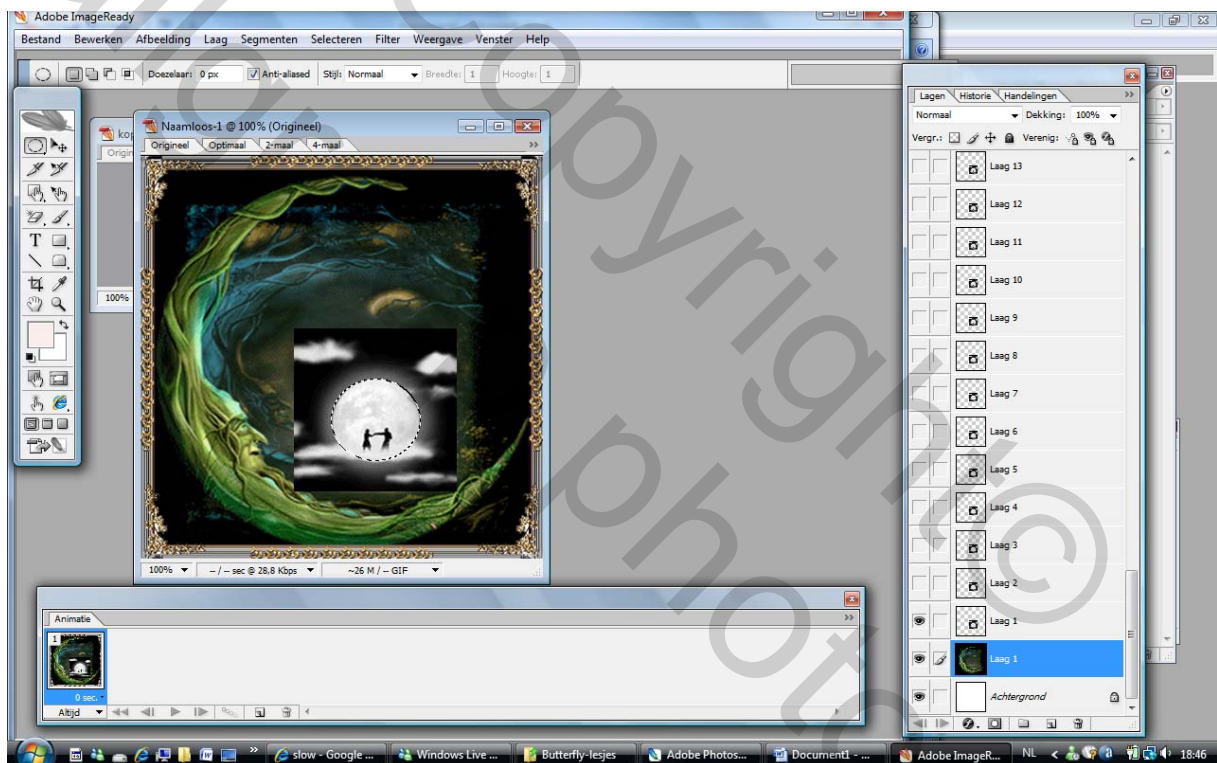 Adobe ImageReady
Bestand Bewerken Afbeelding Laag Segmenten Selecteren Filter Weergave Venster Help
Doezelaar: 0 px Anti-aliased Stijl: Normaal Breedte: 1 Hoogte: 1
Lagen Historie Handelingen
Normaal Dekking: 100%
Vergr.: Verenig:
Naamloos-1 @ 100% (Origineel)
Origineel Optimaal 2-maal 4-maal
100%
Laag 13
Laag 12
Laag 11
Laag 10
Laag 9
Laag 8
Laag 7
Laag 6
Laag 5
Laag 4
Laag 3
Laag 2
Laag 1
Laag 1
Achtergrond
100% -- / -- sec @ 28,8 Kbps ~26 M / -- GIF
Animatie
1
0 sec.
Altijd
slow - Google ... Windows Live ... Butterfly-lesjes Adobe Photos... Document1 - ... Adobe ImageR... NL 18:46
Copyright©
photo